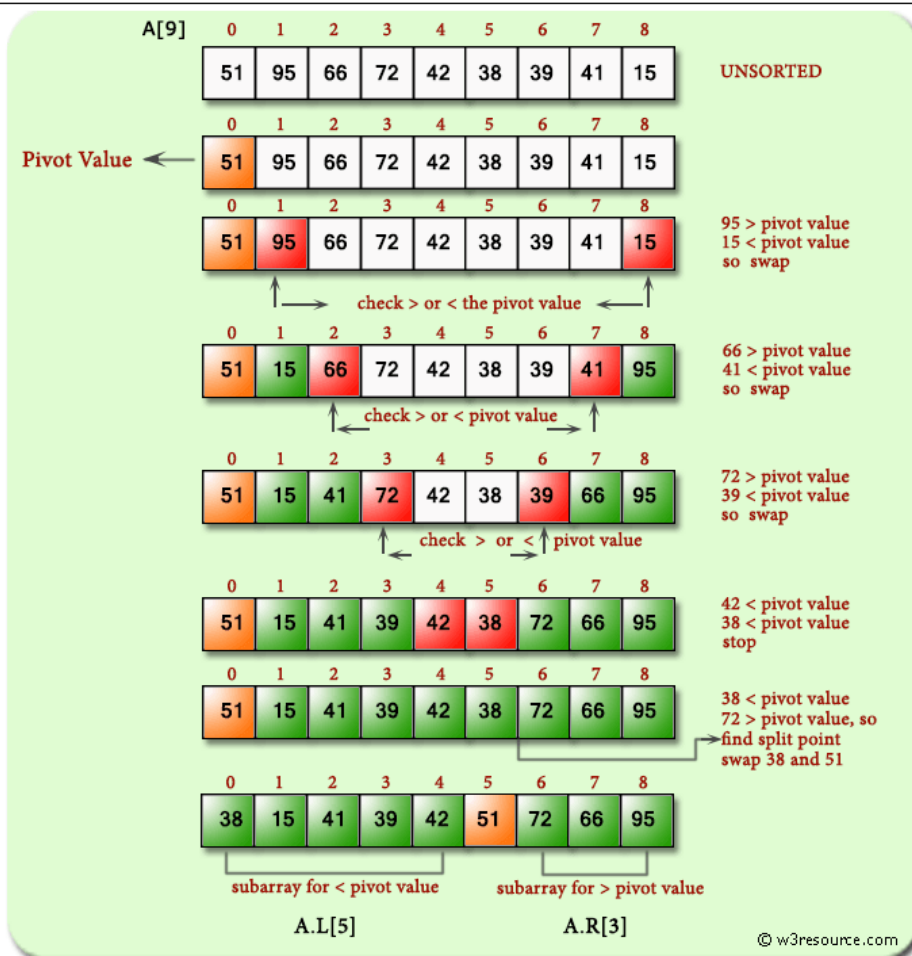 A[9]
0 1 2 3 4 5 6 7 8
51 95 66 72 42 38 39 41 15
UNSORTED
0 1 2 3 4 5 6 7 8
Pivot Value
51 95 66 72 42 38 39 41 15
0 1 2 3 4 5 6 7 8
51 95 66 72 42 38 39 41 15
95 > pivot value
15 < pivot value
so swap
check > or < the pivot value
0 1 2 3 4 5 6 7 8
51 15 66 72 42 38 39 41 95
66 > pivot value
41 < pivot value
so swap
check > or < pivot value
0 1 2 3 4 5 6 7 8
51 15 41 72 42 38 39 66 95
72 > pivot value
39 < pivot value
so swap
check > or < pivot value
0 1 2 3 4 5 6 7 8
51 15 41 39 42 38 72 66 95
42 < pivot value
38 < pivot value
stop
0 1 2 3 4 5 6 7 8
51 15 41 39 42 38 72 66 95
38 < pivot value
72 > pivot value, so
find split point
swap 38 and 51
0 1 2 3 4 5 6 7 8
38 15 41 39 42 51 72 66 95
subarray for < pivot value
subarray for > pivot value
A.L[5]
A.R[3]
© w3resource.com